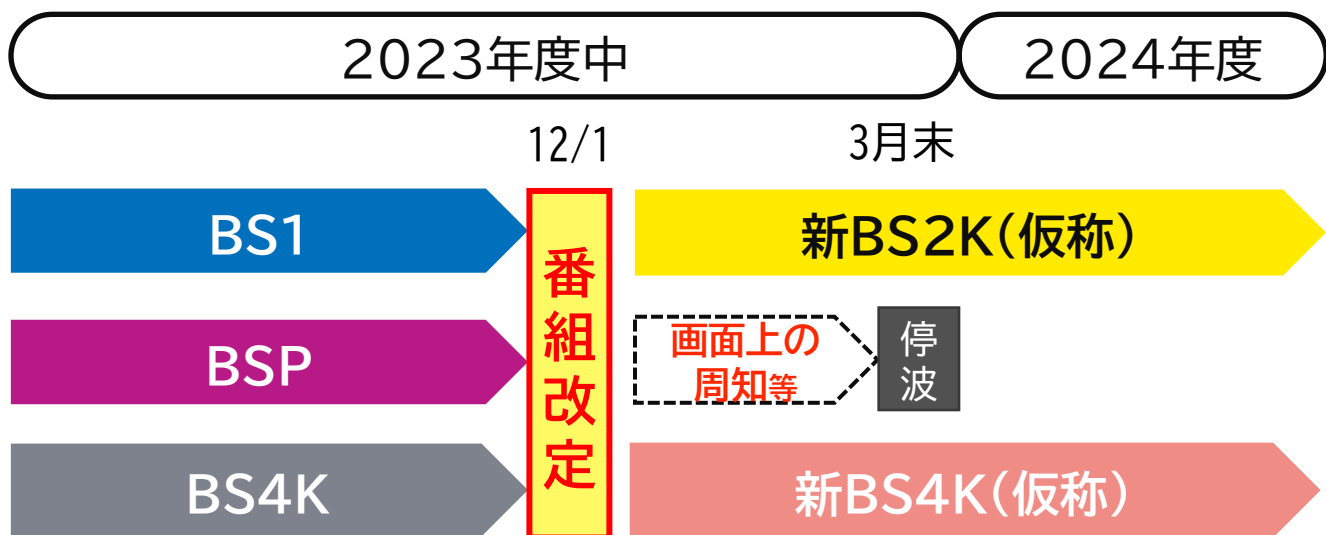 2023年度中
2024年度
12/1
3月末
BS1
番組改定
新BS2K(仮称)
BSP
画面上の
周知等
停波
BS4K
新BS4K(仮称)